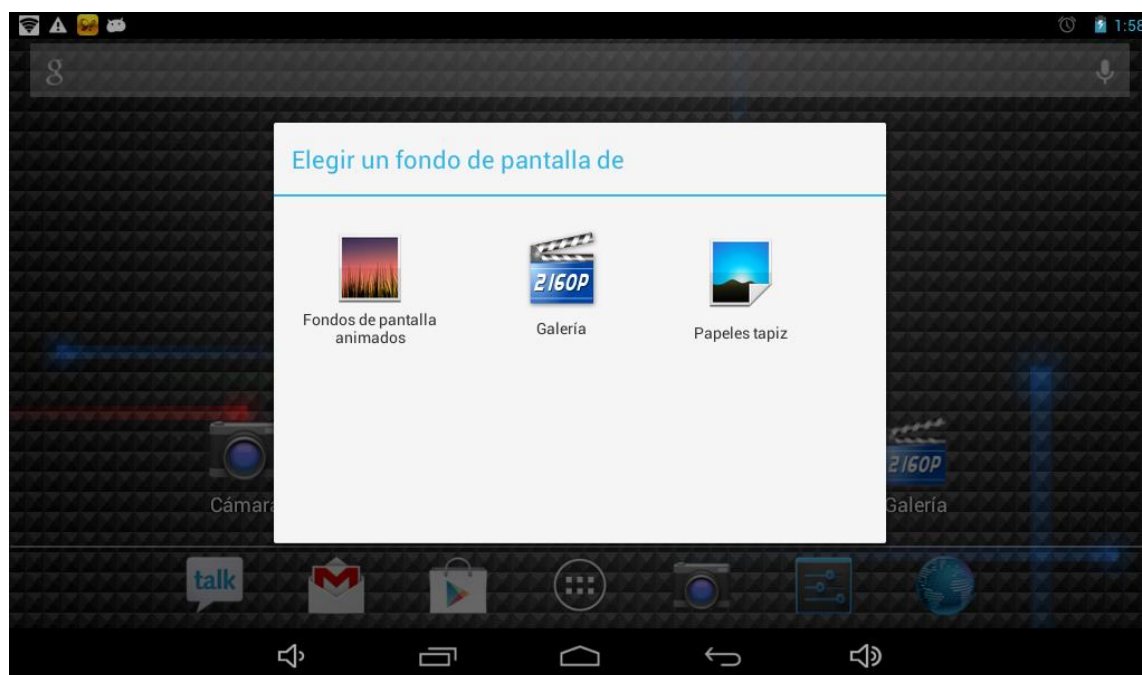 1:58
g
Elegir un fondo de pantalla de
2160P
Fondos de pantalla
animados
Galería
Papeles tapiz
2160P
Cámara
Galería
talk